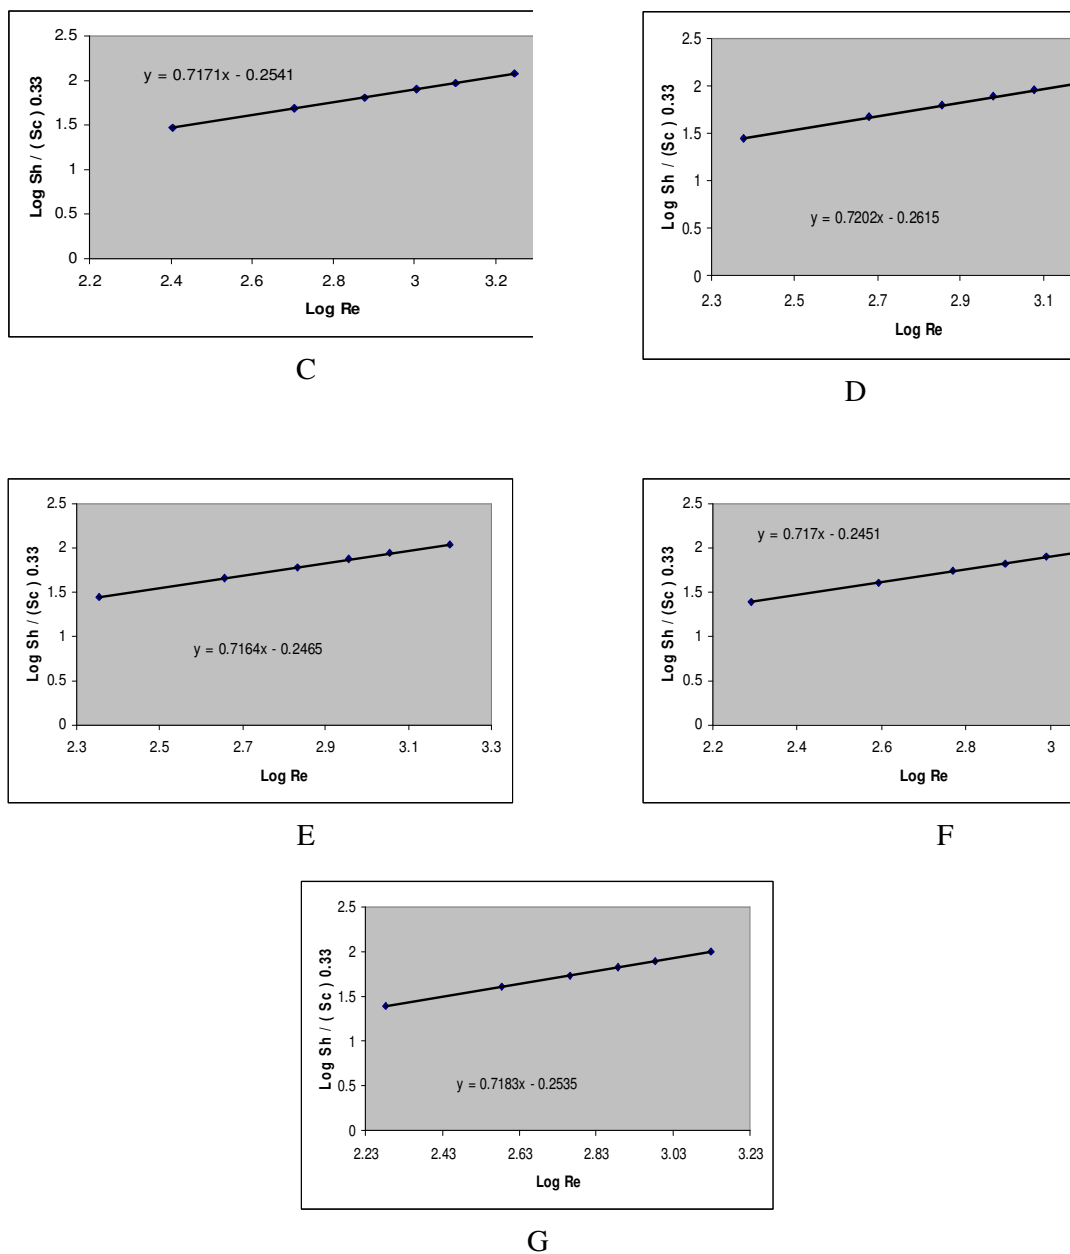 2.5
2
1.5
1
0.5
0
Log Sh / ( Sc ) 0.33
y = 0.7171x - 0.2541
2.2 2.4 2.6 2.8 3 3.2
Log Re
C
2.5
2
1.5
1
0.5
0
Log Sh / (Sc) 0.33
y = 0.7202x - 0.2615
2.3 2.5 2.7 2.9 3.1
Log Re
D
2.5
2
1.5
1
0.5
0
Log Sh / (Sc ) 0.33
y = 0.7164x - 0.2465
2.3 2.5 2.7 2.9 3.1 3.3
Log Re
E
2.5
2
1.5
1
0.5
0
Log Sh / (Sc ) 0.33
y = 0.717x - 0.2451
2.2 2.4 2.6 2.8 3
Log Re
F
2.5
2
1.5
1
0.5
0
Log Sh / ( Sc ) 0.33
y = 0.7183x - 0.2535
2.23 2.43 2.63 2.83 3.03 3.23
Log Re
G